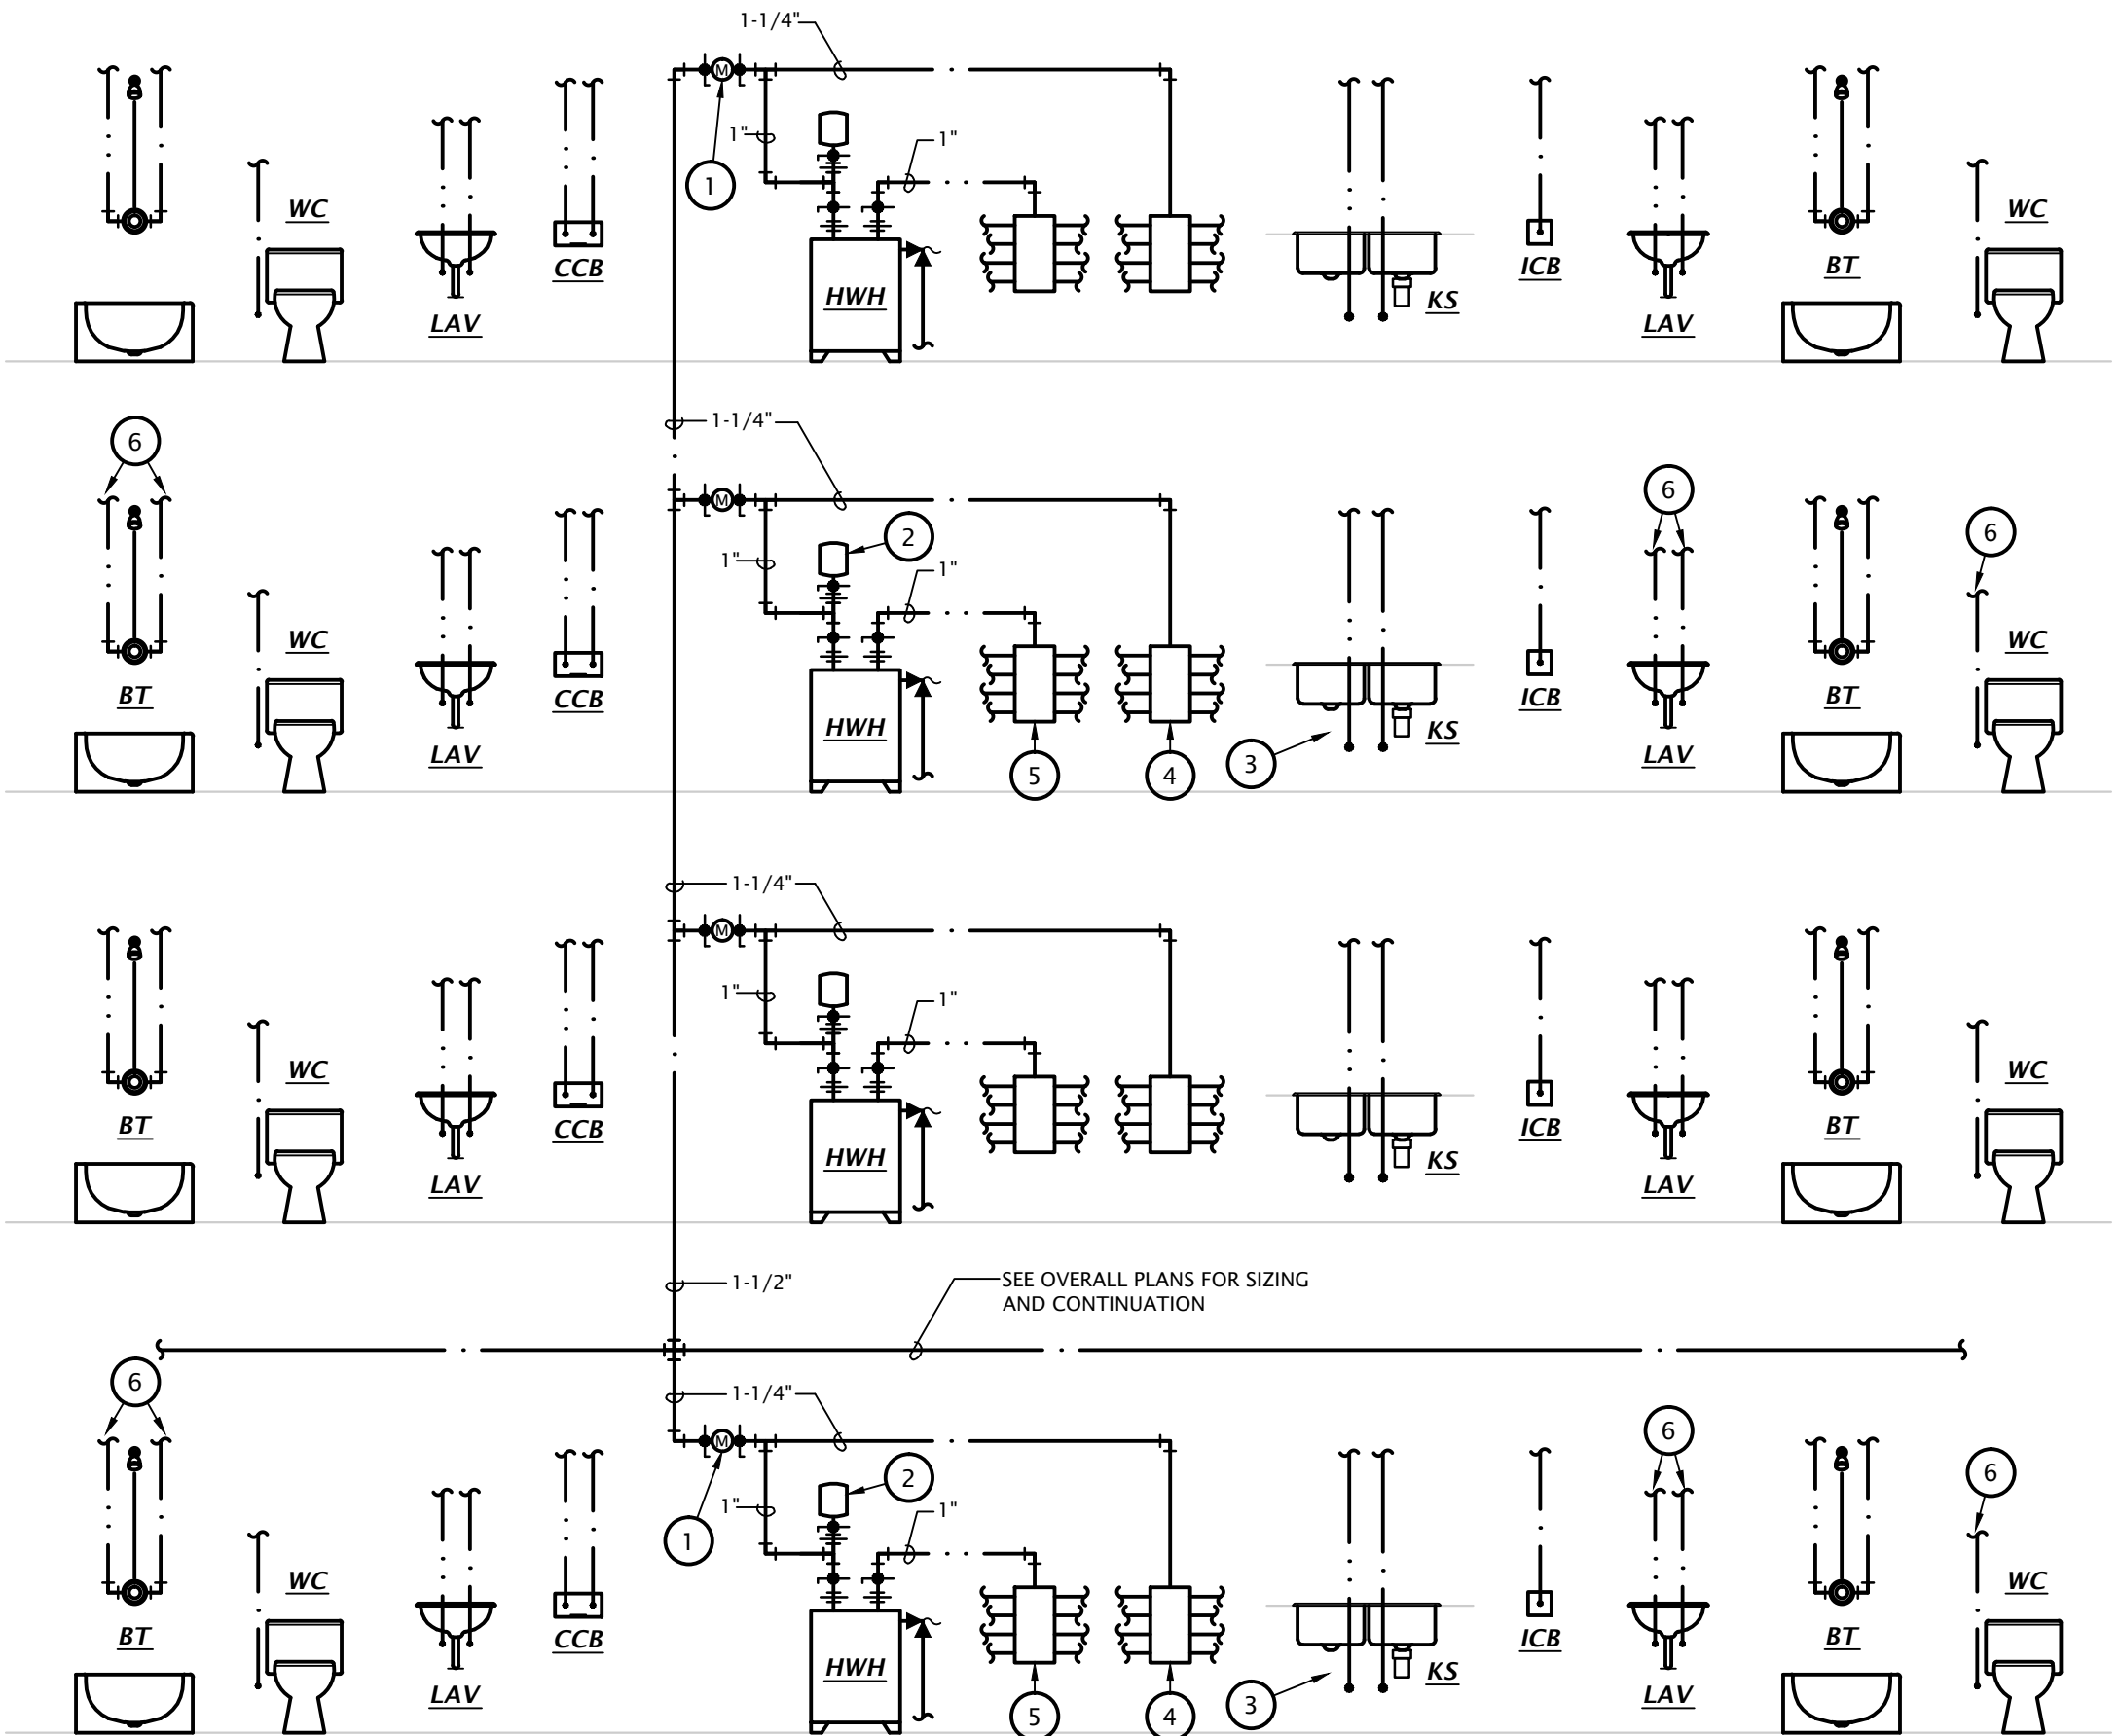 1-1/4"
M
1"
1"
1
WC
WC
CCB
ICB
BT
HWH
KS
LAV
LAV
1-1/4"
6
6
M
6
2
1"
1"
WC
WC
CCB
ICB
BT
BT
HWH
KS
LAV
LAV
3
5
4
1-1/4"
M
1"
1"
WC
WC
CCB
ICB
BT
BT
HWH
KS
LAV
LAV
1-1/2"
SEE OVERALL PLANS FOR SIZING
AND CONTINUATION
6
1-1/4"
6
M
6
2
1"
1"
1
WC
WC
CCB
ICB
BT
BT
HWH
KS
LAV
LAV
3
5
4